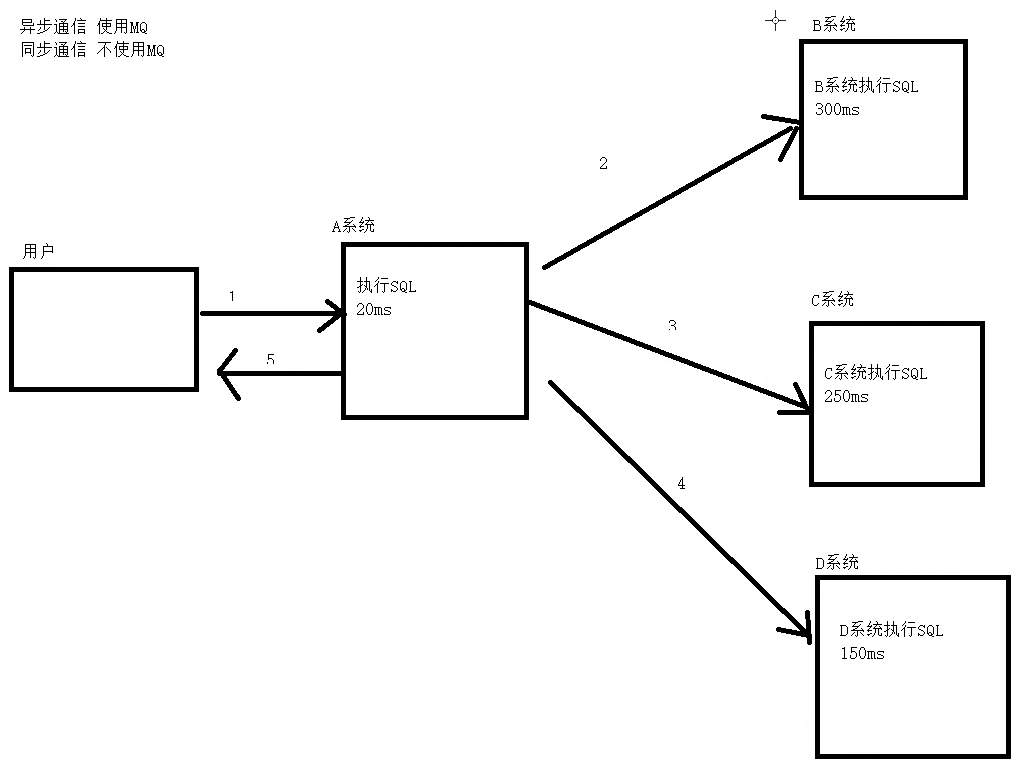 异步通信 使用MQ
同步通信 不使用MQ
B系统
B系统执行SQL
300ms
2
A系统
用户
执行SQL
20ms
1
C系统
3
5
C系统执行SQL
250ms
4
D系统
D系统执行SQL
150ms